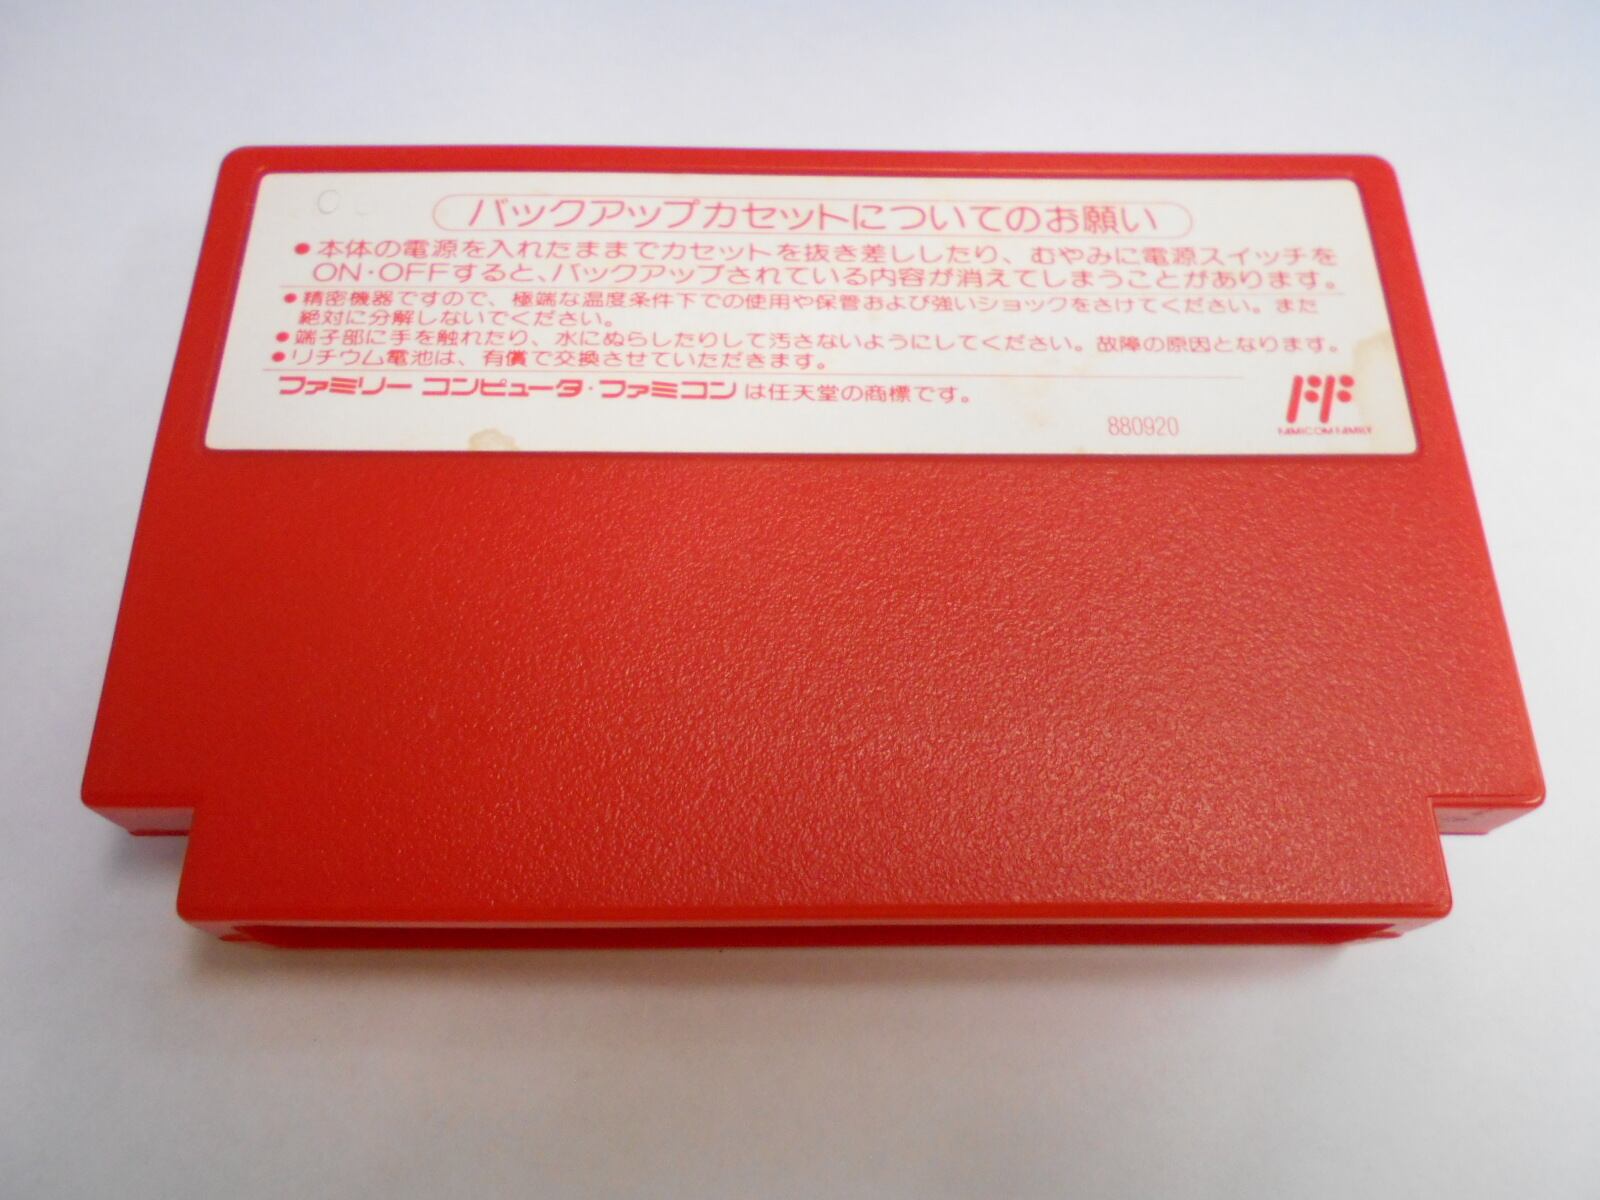 バックアップカセットについてのお願い
●本体の電源を入れたままでカセットを抜き差ししたり、むやみに電源スイッチを
ON・OFFすると、バックアップされている内容が消えてしまうことがあります。
●精密機器ですので、極端な温度条件下での使用や保管および強いショックをさけてください。また
絶対に分解しないでください。
●端子部に手を触れたり、水にぬらしたりして汚さないようにしてください。故障の原因となります。
●リチウム電池は、有償で交換させていただきます。
ファミリー コンピュータ・ファミコンは任天堂の商標です。
880920
FAMICOM FAMILY